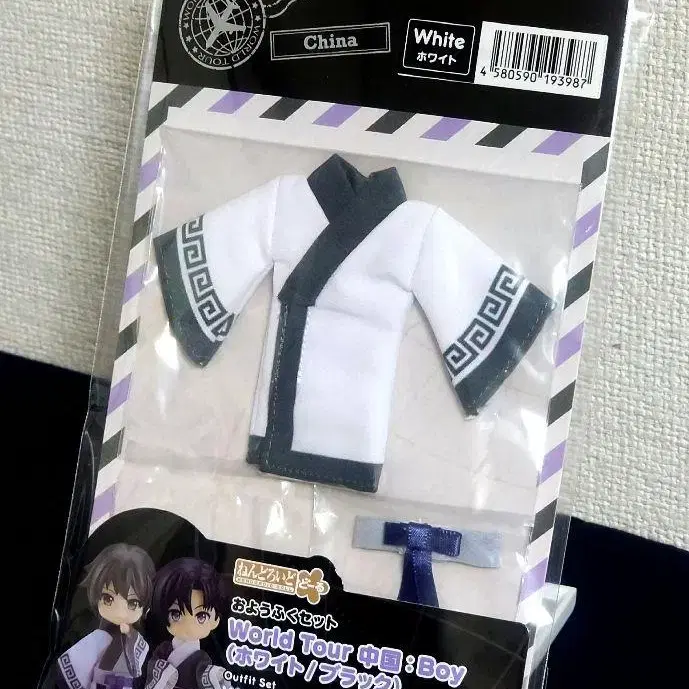 WORLD TOUR
China
White
ホワイト
4 580590 193987
ねんどろいど どーる
NENDOROID DOLL
おようふくセット
World Tour 中国：Boy
(ホワイト/ブラック)
Outfit Set